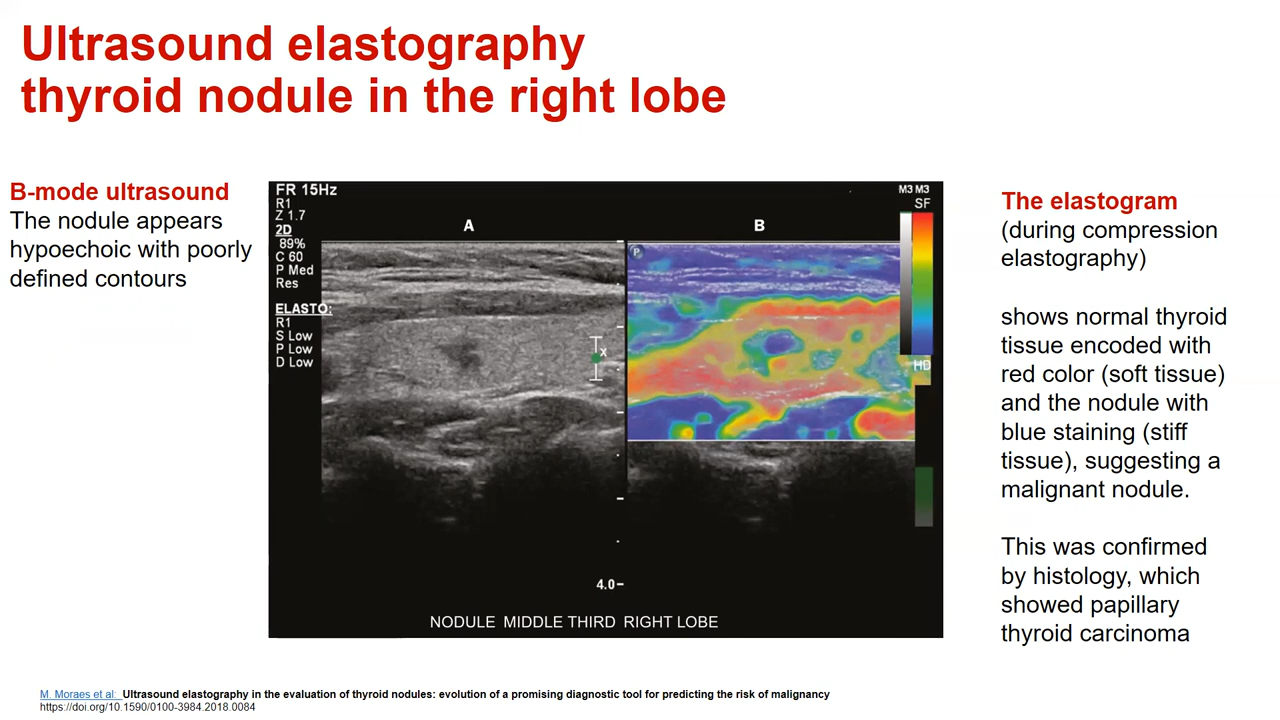 Ultrasound elastography
thyroid nodule in the right lobe
B-mode ultrasound
The nodule appears
hypoechoic with poorly
defined contours
FR 15Hz
R1
Z 1.7
2D
89%
C 60
P Med
Res
ELASTO:
R1
S Low
P Low
D Low
A
x
4.0
B
P
M3 M3
SF
HD
NODULE MIDDLE THIRD RIGHT LOBE
The elastogram
(during compression
elastography)
shows normal thyroid
tissue encoded with
red color (soft tissue)
and the nodule with
blue staining (stiff
tissue), suggesting a
malignant nodule.
This was confirmed
by histology, which
showed papillary
thyroid carcinoma
M. Moraes et al: Ultrasound elastography in the evaluation of thyroid nodules: evolution of a promising diagnostic tool for predicting the risk of malignancy
https://doi.org/10.1590/0100-3984.2018.0084